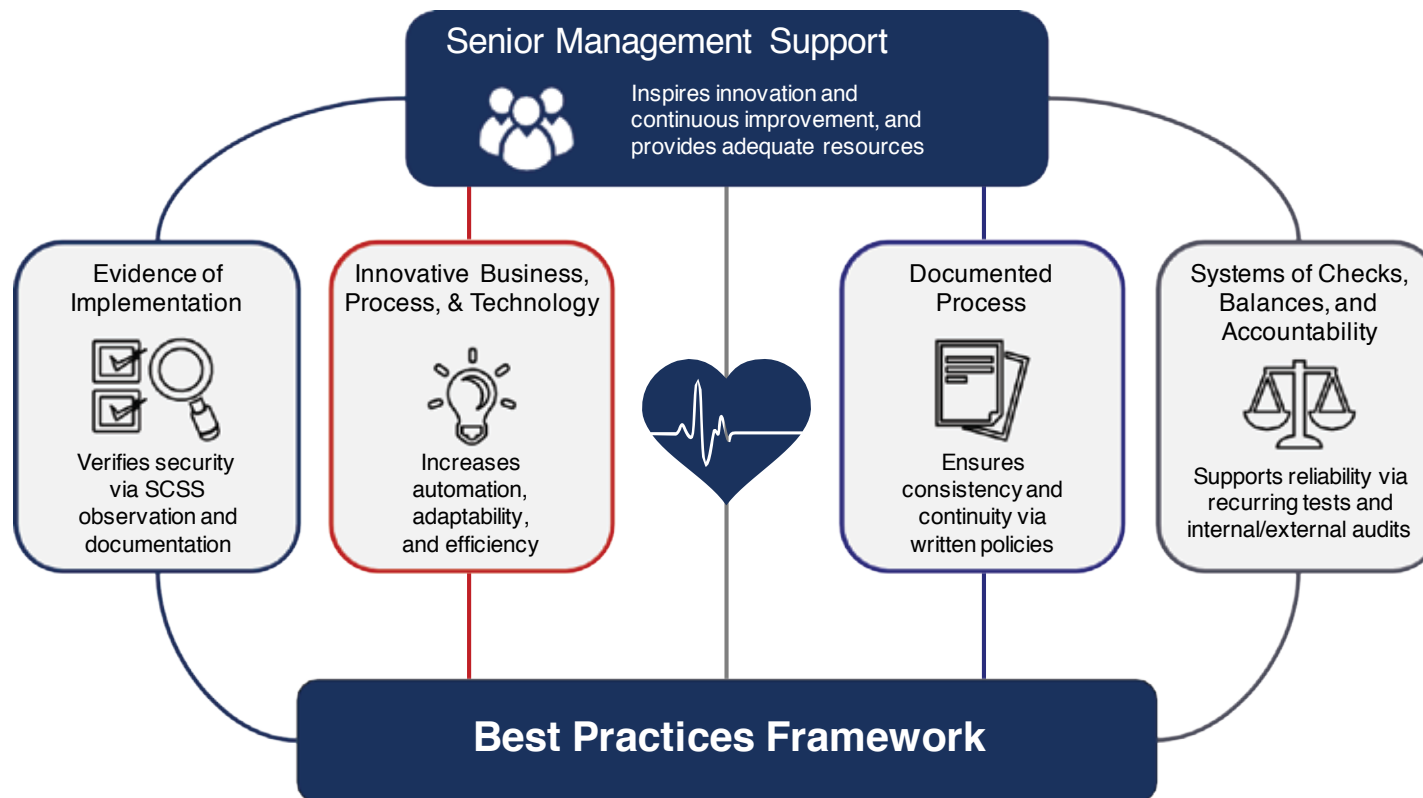 Senior Management Support
Inspires innovation and
continuous improvement, and
provides adequate resources
Evidence of
Implementation
Verifies security
via SCSS
observation and
documentation
Innovative Business,
Process, & Technology
Increases
automation,
adaptability,
and efficiency
Documented
Process
Ensures
consistency and
continuity via
written policies
Systems of Checks,
Balances, and
Accountability
Supports reliability via
recurring tests and
internal/external audits
Best Practices Framework